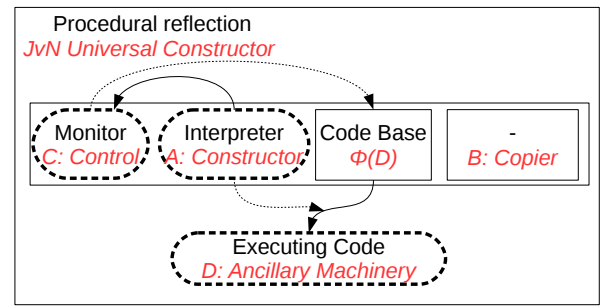 Procedural reflection
JvN Universal Constructor
Monitor
C: Control
Interpreter
A: Constructor
Code Base
Φ(D)
-
B: Copier
Executing Code
D: Ancillary Machinery